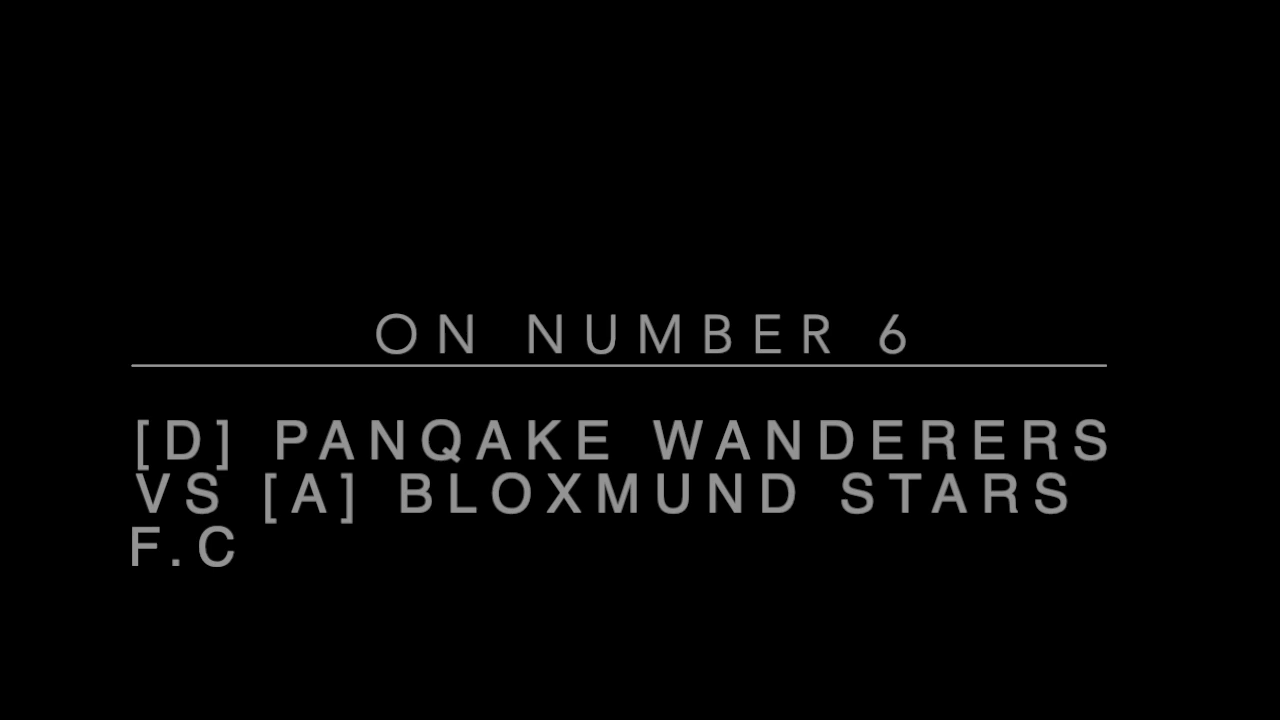 ON NUMBER 6
[D] PANQAKE WANDERERS
VS [A] BLOXMUND STARS
F.C